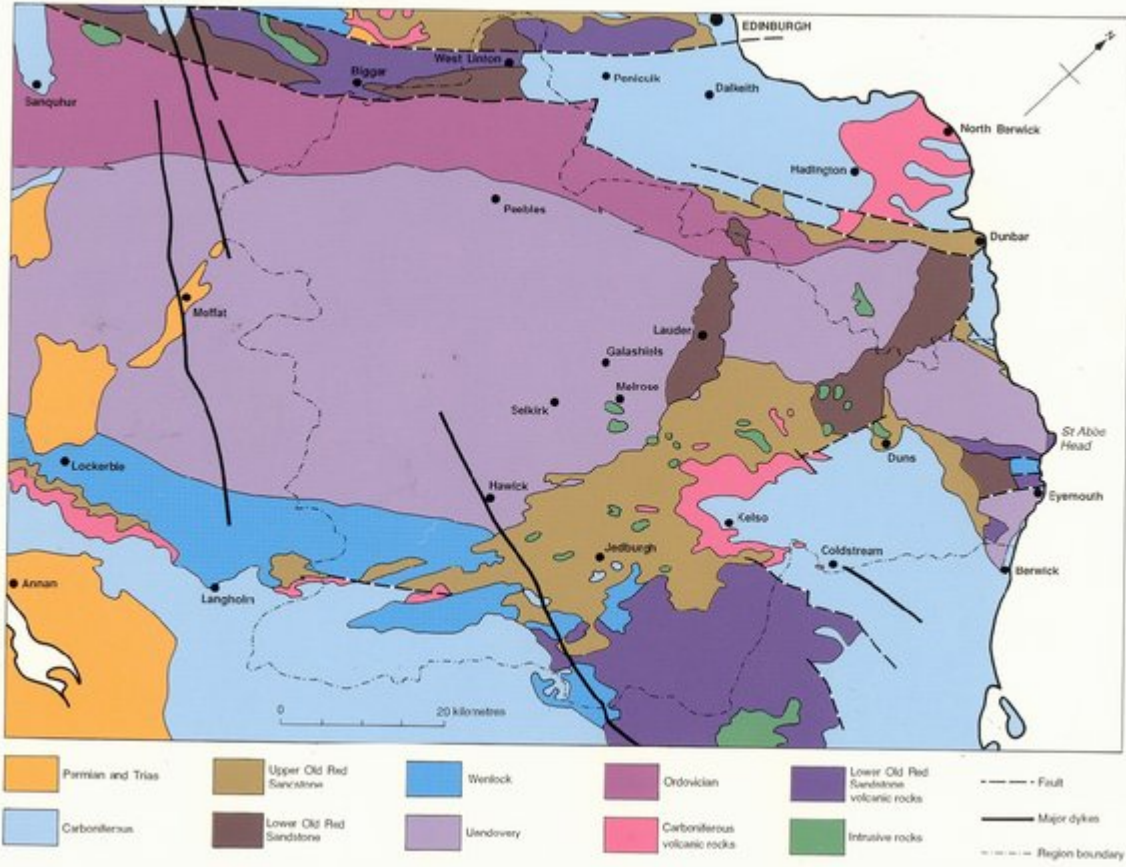 EDINBURGH
N
West Linton
Biggar
Penicuik
Dalkeith
Sanquhar
North Berwick
Hadington
Peebles
Dunbar
Moffat
Lauder
Galashiels
Melrose
Selkirk
St Abbs
Head
Lockerbie
Duns
Hawick
Eyemouth
Kelso
Jedburgh
Coldstream
Berwick
Annan
Langholm
0 20 kilometres
Permian and Trias
Upper Old Red
Sandstone
Wenlock
Ordovician
Lower Old Red
Sandstone
volcanic rocks
Fault
Carboniferous
Lower Old Red
Sandstone
Llandovery
Carboniferous
volcanic rocks
Intrusive rocks
Major dykes
Region boundary